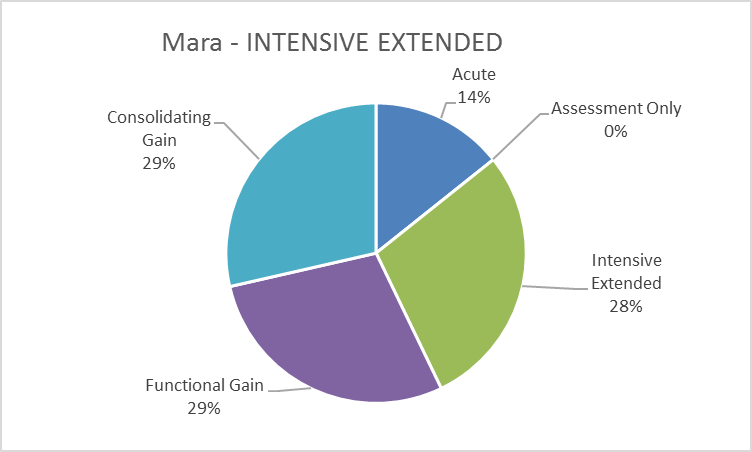 Mara - INTENSIVE EXTENDED
Acute
14%
Assessment Only
0%
Intensive
Extended
28%
Functional Gain
29%
Consolidating
Gain
29%